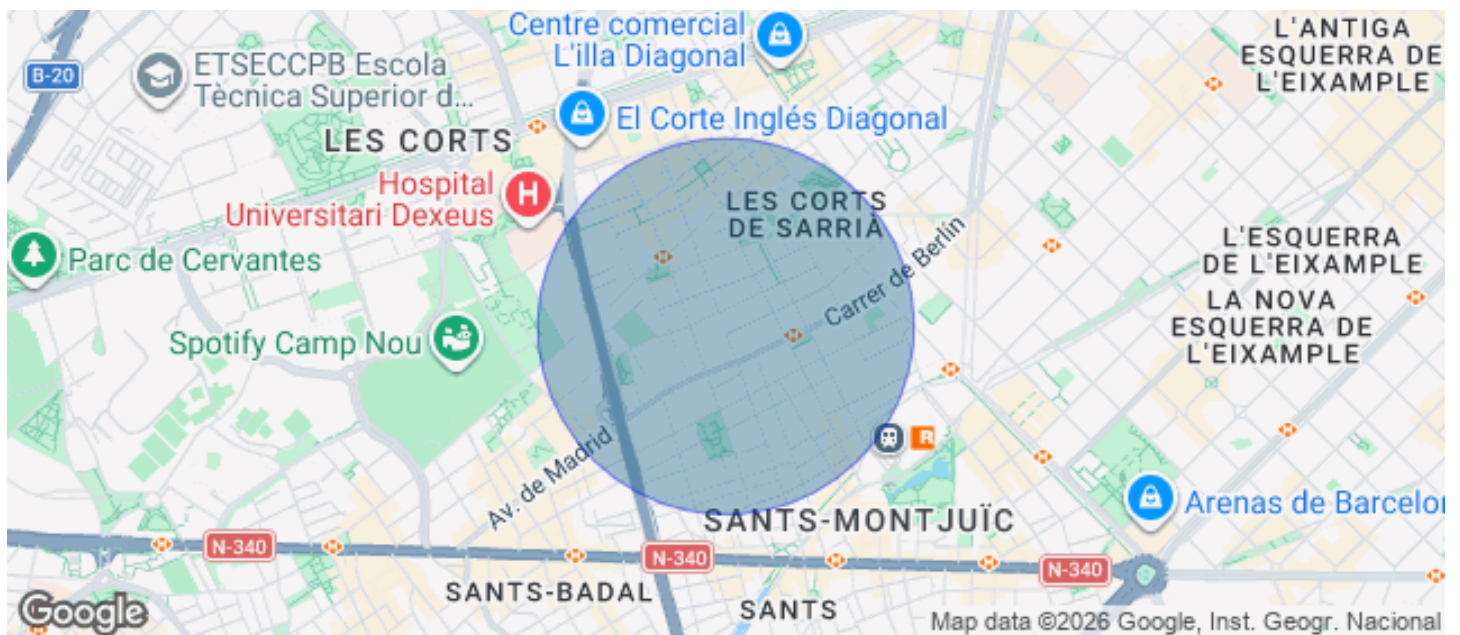 Centre comercial
L'illa Diagonal
L'ANTIGA
ESQUERRA DE
L'EIXAMPLE
B-20
ETSECCPB Escola
Tècnica Superior d...
LES CORTS
El Corte Inglés Diagonal
Hospital
Universitari Dexeus
H
LES CORTS
DE SARRIÀ
Parc de Cervantes
Carrer de Berlín
L'ESQUERRA
DE L'EIXAMPLE
LA NOVA
ESQUERRA DE
L'EIXAMPLE
Spotify Camp Nou
Av. de Madrid
R
Arenas de Barcelor
SANTS-MONTJUÏC
N-340
N-340
N-340
SANTS-BADAL
SANTS
Google
Map data ©2026 Google, Inst. Geogr. Nacional